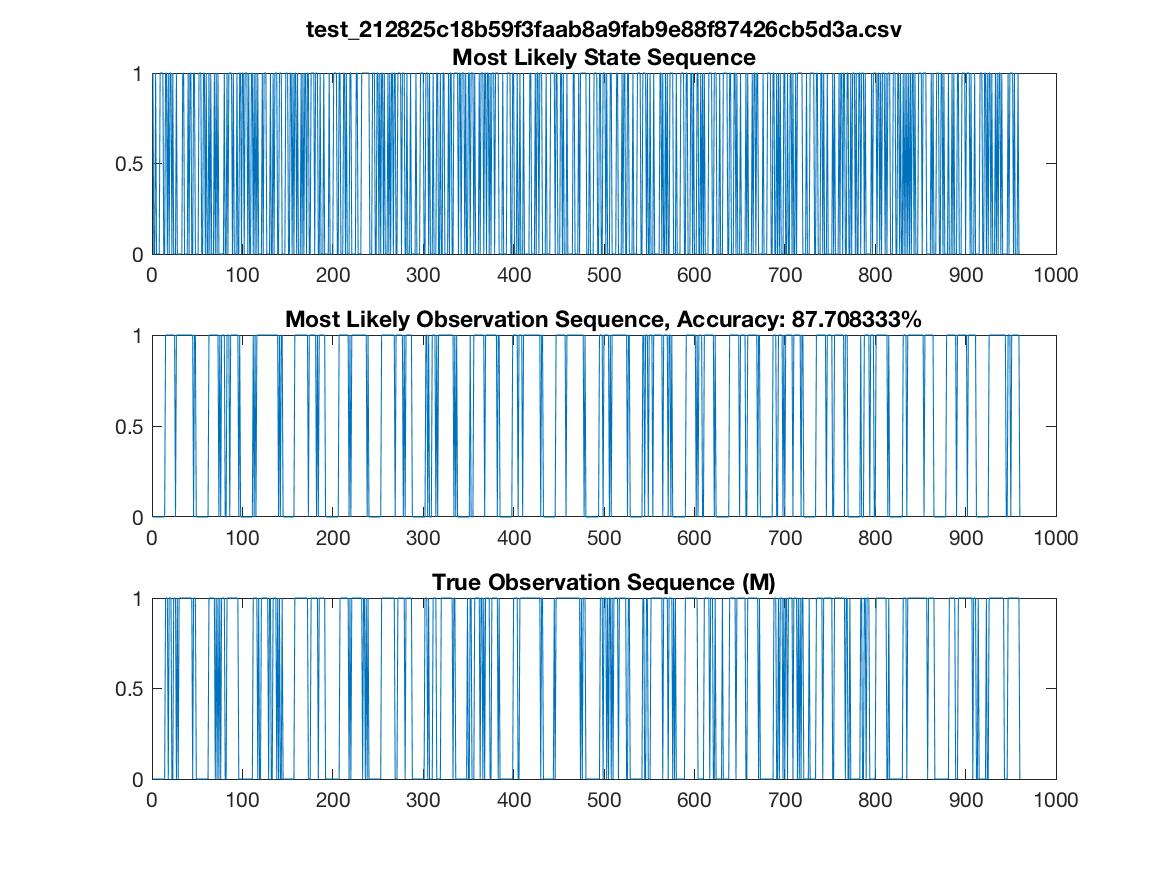 test_212825c18b59f3faab8a9fab9e88f87426cb5d3a.csv
Most Likely State Sequence
1
0.5
0
0 100 200 300 400 500 600 700 800 900 1000
Most Likely Observation Sequence, Accuracy: 87.708333%
1
0.5
0
0 100 200 300 400 500 600 700 800 900 1000
True Observation Sequence (M)
1
0.5
0
0 100 200 300 400 500 600 700 800 900 1000